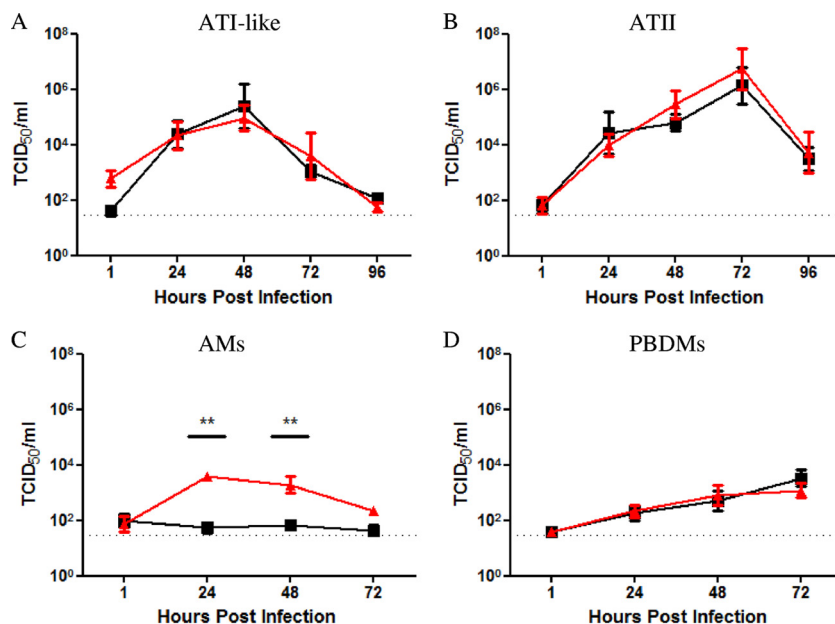 A ATI-like
TCID50/ml
10^8
10^6
10^4
10^2
10^0
1 24 48 72 96
Hours Post Infection
B ATII
TCID50/ml
10^8
10^6
10^4
10^2
10^0
1 24 48 72 96
Hours Post Infection
C AMs
TCID50/ml
10^8
10^6
10^4
10^2
10^0
** **
1 24 48 72
Hours Post Infection
D PBDMs
TCID50/ml
10^8
10^6
10^4
10^2
10^0
1 24 48 72
Hours Post Infection